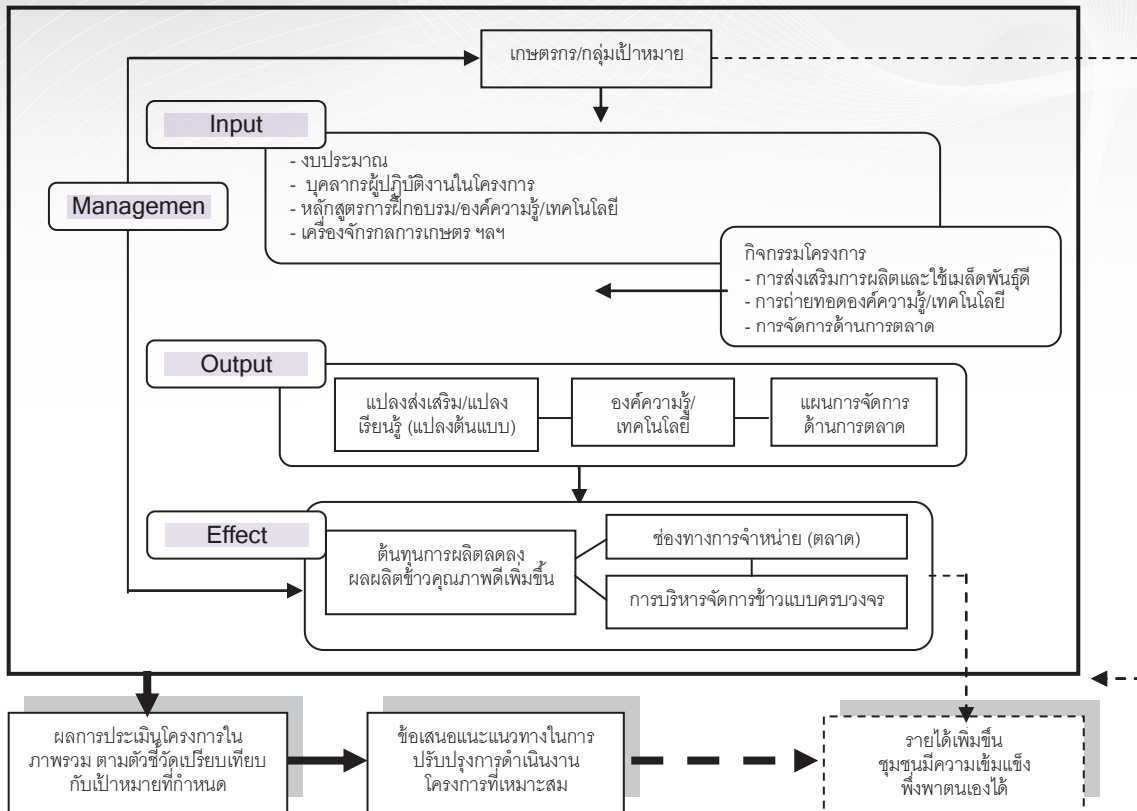 เกษตรกร/กลุ่มเป้าหมาย
Input
- งบประมาณ
- บุคลากรผู้ปฏิบัติงานในโครงการ
- หลักสูตรการฝึกอบรม/องค์ความรู้/เทคโนโลยี
- เครื่องจักรกลการเกษตร ฯลฯ
Managemen
กิจกรรมโครงการ
- การส่งเสริมการผลิตและใช้เมล็ดพันธุ์ดี
- การถ่ายทอดองค์ความรู้/เทคโนโลยี
- การจัดการด้านการตลาด
Output
แปลงส่งเสริม/แปลง
เรียนรู้ (แปลงต้นแบบ)
องค์ความรู้/
เทคโนโลยี
แผนการจัดการ
ด้านการตลาด
Effect
ต้นทุนการผลิตลดลง
ผลผลิตข้าวคุณภาพดีเพิ่มขึ้น
ช่องทางการจำหน่าย (ตลาด)
การบริหารจัดการข้าวแบบครบวงจร
ผลการประเมินโครงการใน
ภาพรวม ตามตัวชี้วัดเปรียบเทียบ
กับเป้าหมายที่กำหนด
ข้อเสนอแนะแนวทางในการ
ปรับปรุงการดำเนินงาน
โครงการที่เหมาะสม
รายได้เพิ่มขึ้น
ชุมชนมีความเข้มแข็ง
พึ่งพาตนเองได้